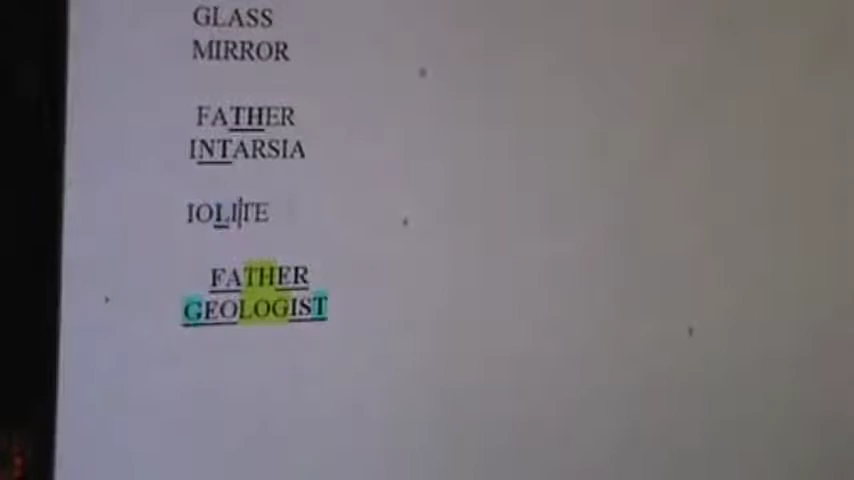 GLASS
MIRROR
FATHER
INTARSIA
IOLITE
FATHER
GEOLOGIST